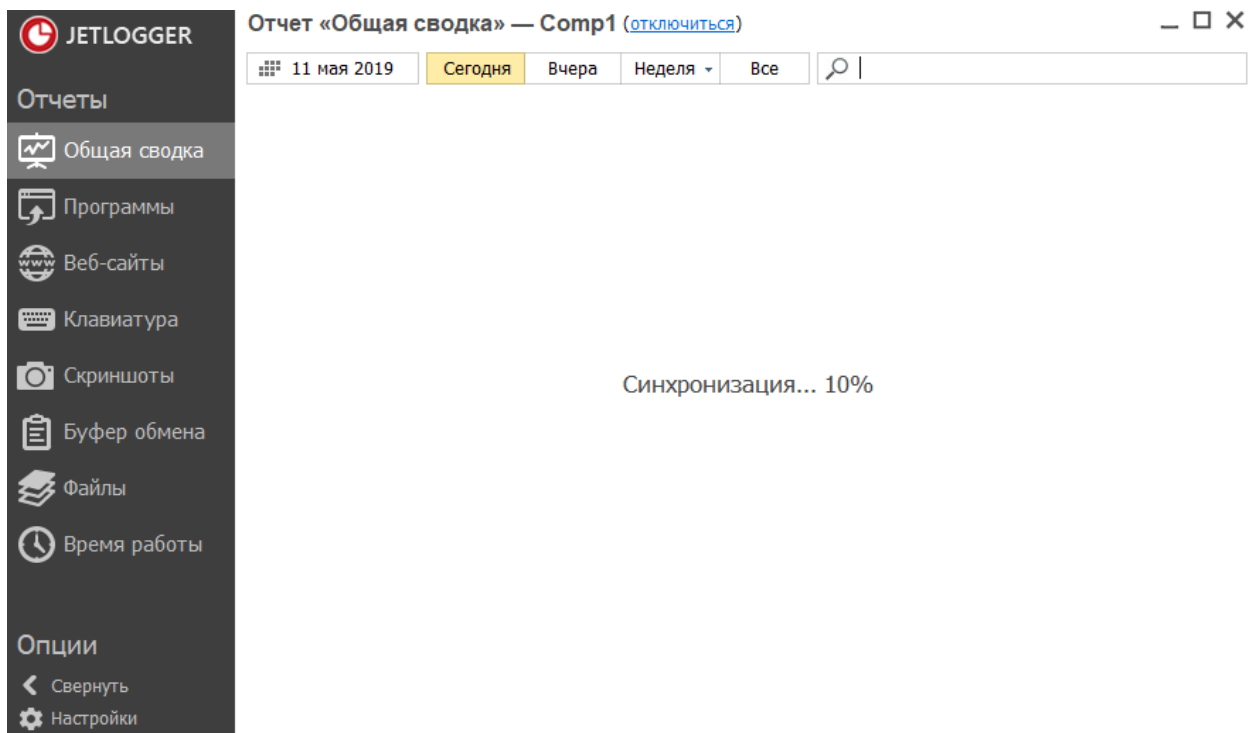 JETLOGGER
Отчеты
Общая сводка
Программы
Веб-сайты
Клавиатура
Скриншоты
Буфер обмена
Файлы
Время работы
Опции
Свернуть
Настройки
Отчет «Общая сводка» — Comp1 (отключиться)
11 мая 2019 Сегодня Вчера Неделя Все
Синхронизация... 10%